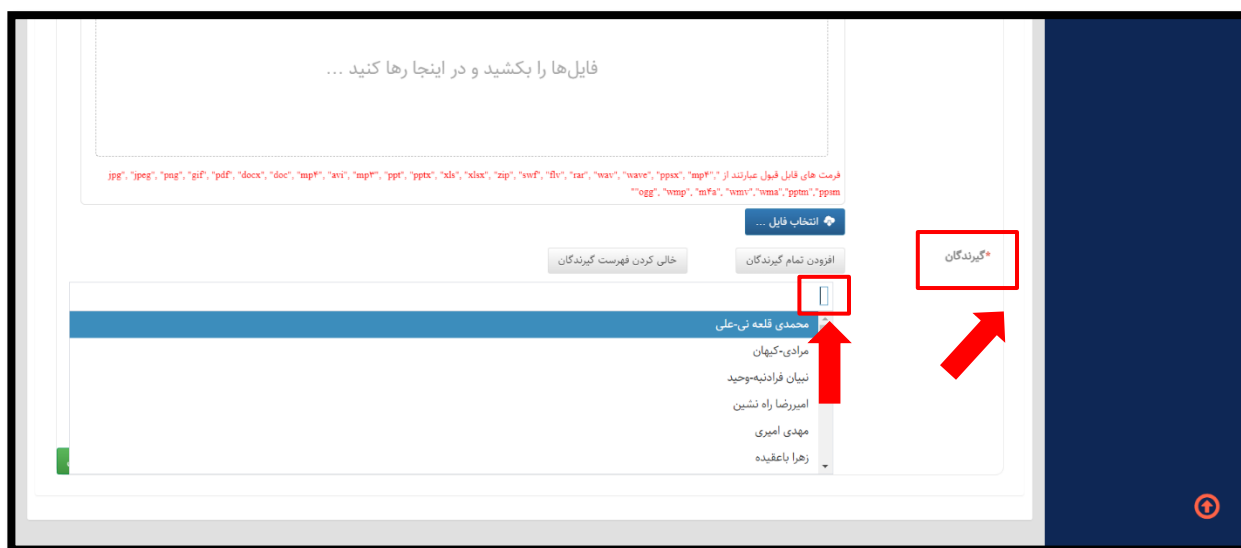 فایل‌ها را بکشید و در اینجا رها کنید ...
فرمت های قابل قبول عبارتند از "jpg", "jpeg", "png", "gif", "pdf", "docx", "doc", "mp۴", "avi", "mp۳", "ppt", "pptx", "xls", "xlsx", "zip", "swf", "flv", "rar", "wav", "wave", "ppsx", "mp۴",
"ogg", "wmp", "m۴a", "wmv","wma","pptm","ppsm""
انتخاب فایل ...
*گیرندگان
افزودن تمام گیرندگان
خالی کردن فهرست گیرندگان
محمدی قلعه نی-علی
مرادی-کیهان
نبیان فرادنبه-وحید
امیررضا راه نشین
مهدی امیری
زهرا باعقیده